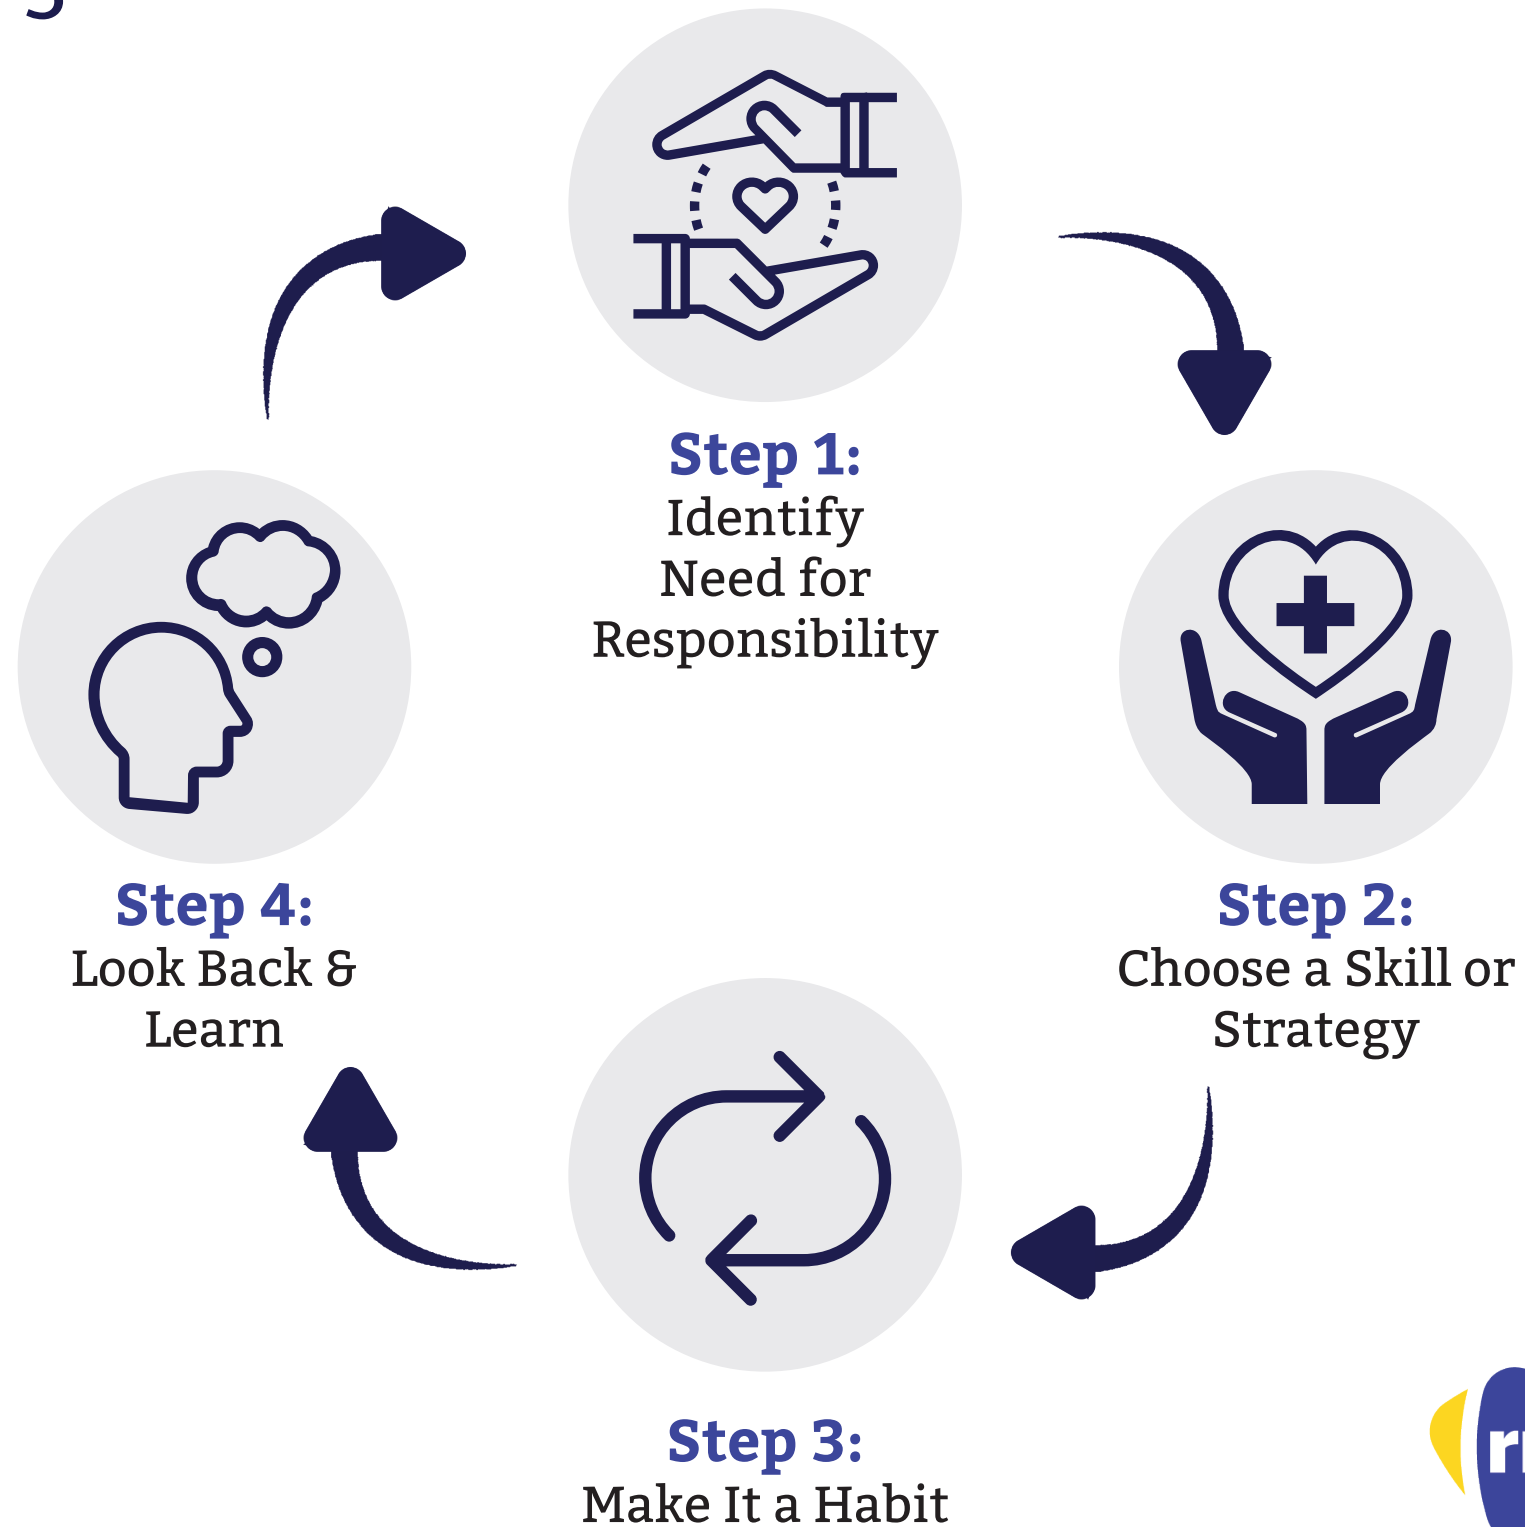 Step 1:
Identify
Need for
Responsibility
Step 2:
Choose a Skill or
Strategy
Step 3:
Make It a Habit
Step 4:
Look Back &
Learn